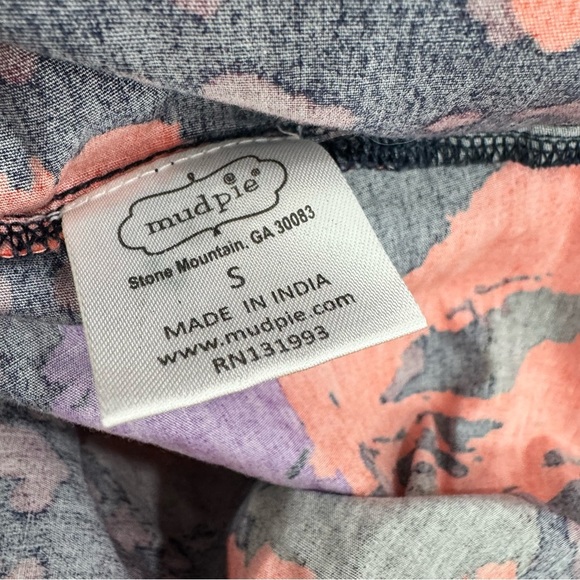 mudpie
Stone Mountain, GA 30083
S
MADE IN INDIA
www.mudpie.com
RN131993